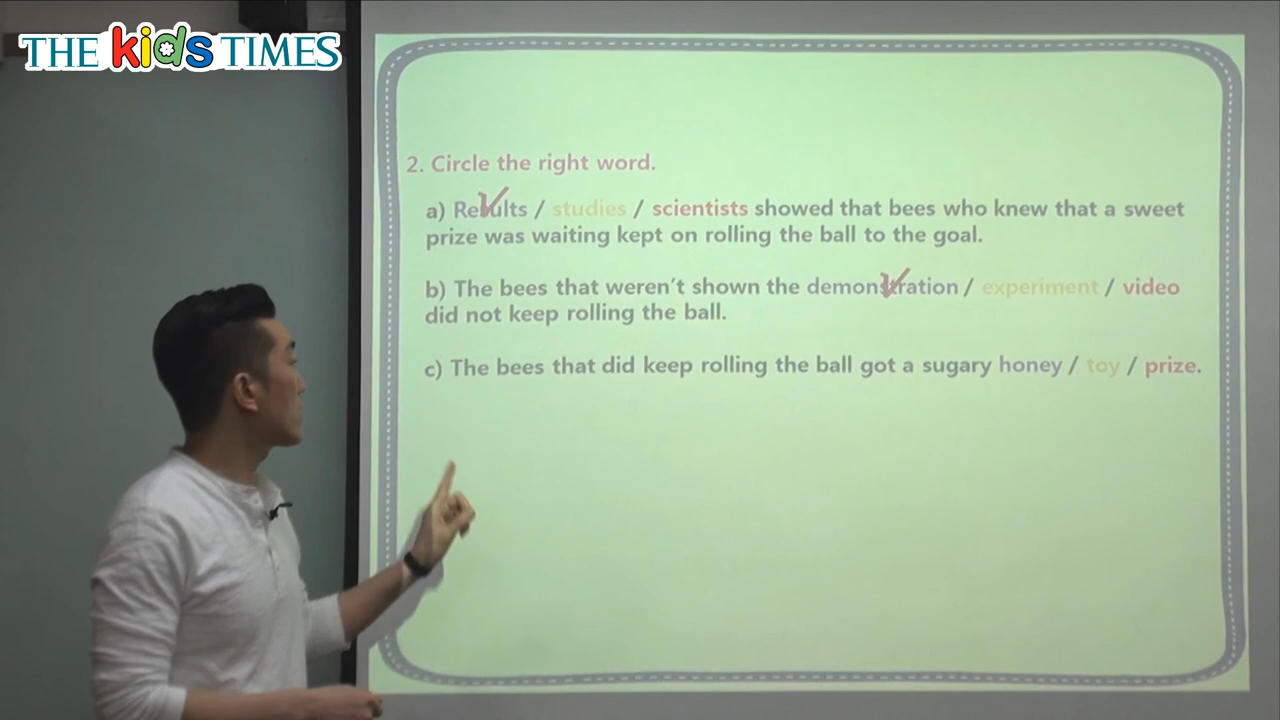 THE kids TIMES
2. Circle the right word.
a) Results / studies / scientists showed that bees who knew that a sweet
prize was waiting kept on rolling the ball to the goal.
b) The bees that weren't shown the demonstration / experiment / video
did not keep rolling the ball.
c) The bees that did keep rolling the ball got a sugary honey / toy / prize.